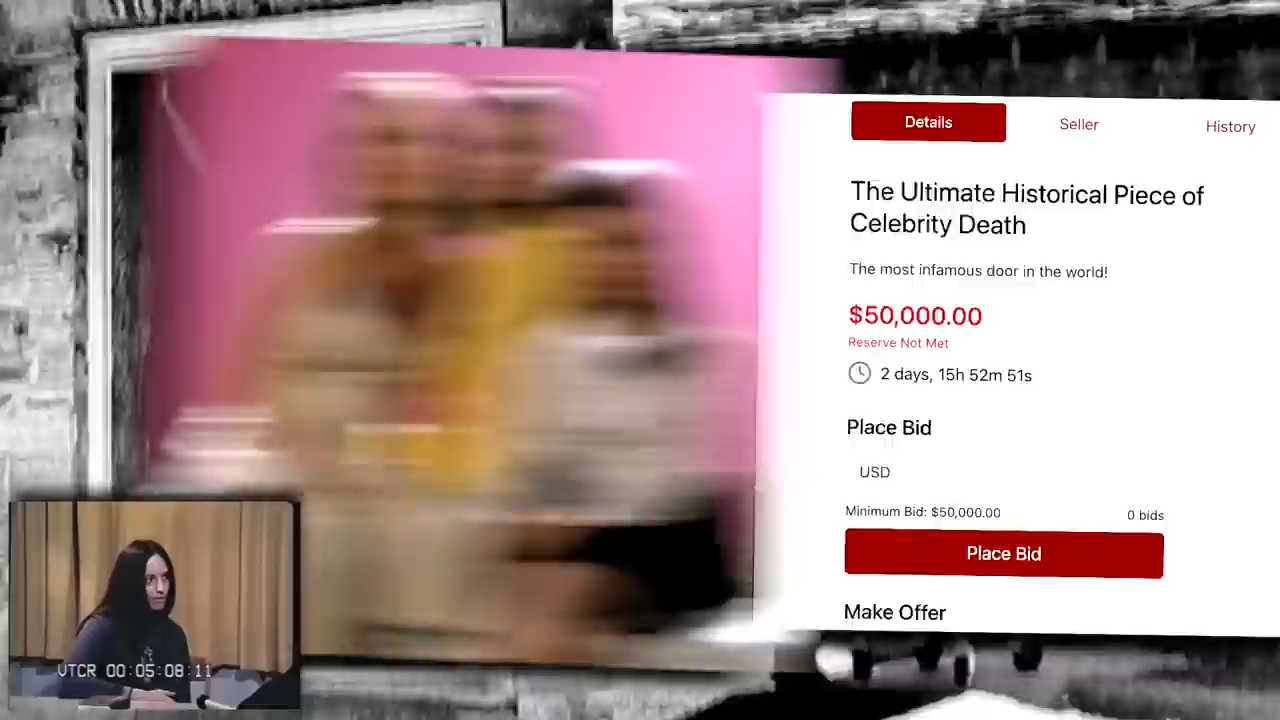 Details
Seller
History
The Ultimate Historical Piece of
Celebrity Death
The most infamous door in the world!
$50,000.00
Reserve Not Met
2 days, 15h 52m 51s
Place Bid
USD
Minimum Bid: $50,000.00
0 bids
Place Bid
Make Offer
VTCR 00:05:08:11